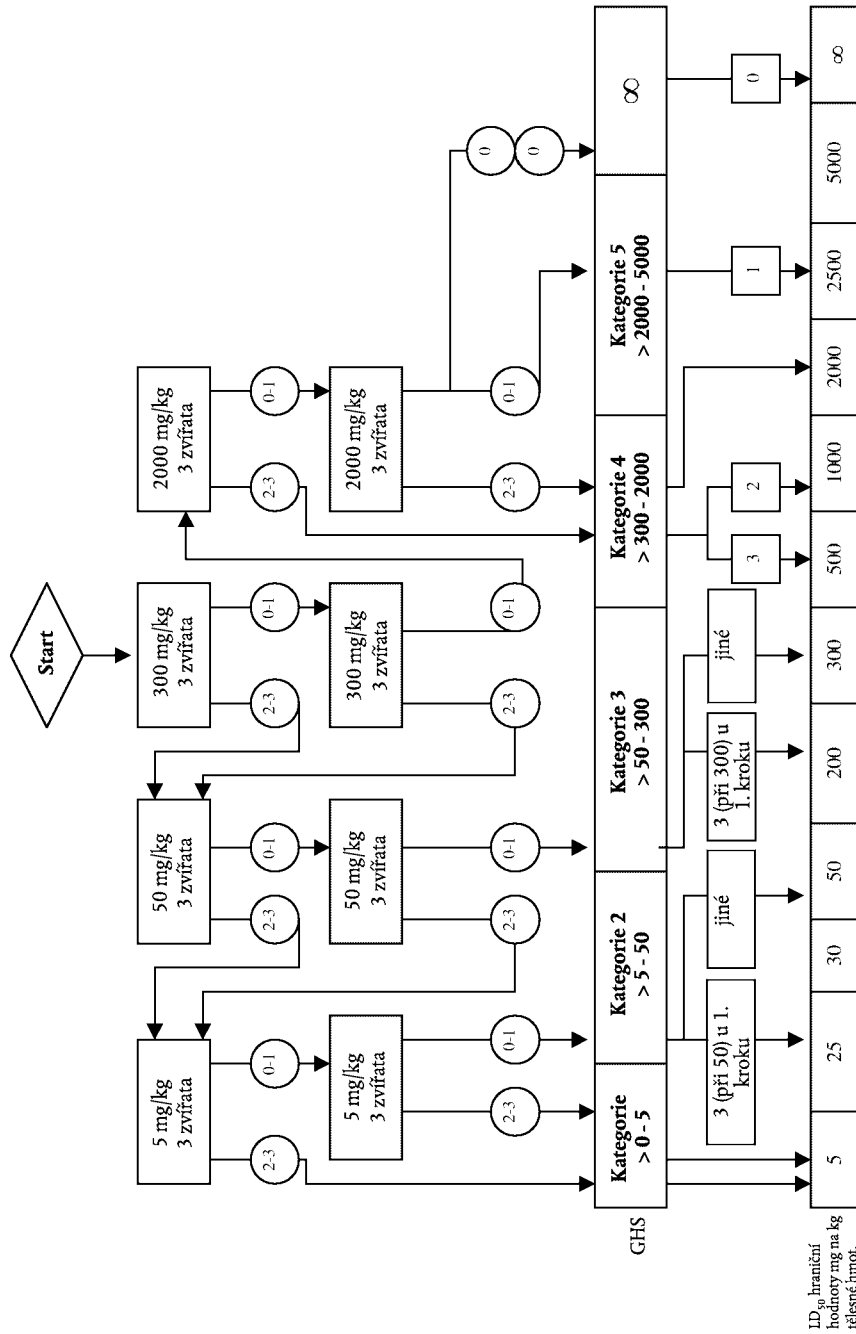 Start
5 mg/kg
3 zvířata
50 mg/kg
3 zvířata
300 mg/kg
3 zvířata
2000 mg/kg
3 zvířata
2-3
0-1
2-3
0-1
2-3
0-1
2-3
0-1
5 mg/kg
3 zvířata
50 mg/kg
3 zvířata
300 mg/kg
3 zvířata
2000 mg/kg
3 zvířata
2-3
0-1
2-3
0-1
2-3
0-1
2-3
0-1
0
0
GHS
Kategorie
> 0 - 5
Kategorie 2
> 5 - 50
Kategorie 3
> 50 - 300
Kategorie 4
> 300 - 2000
Kategorie 5
> 2000 - 5000
∞
3 (při 50) u 1.
kroku
jiné
3 (při 300) u
1. kroku
jiné
3
2
1
0
LD50 hraniční
hodnoty mg na kg
tělesné hmot.
5
25
30
50
200
300
500
1000
2000
2500
5000
∞